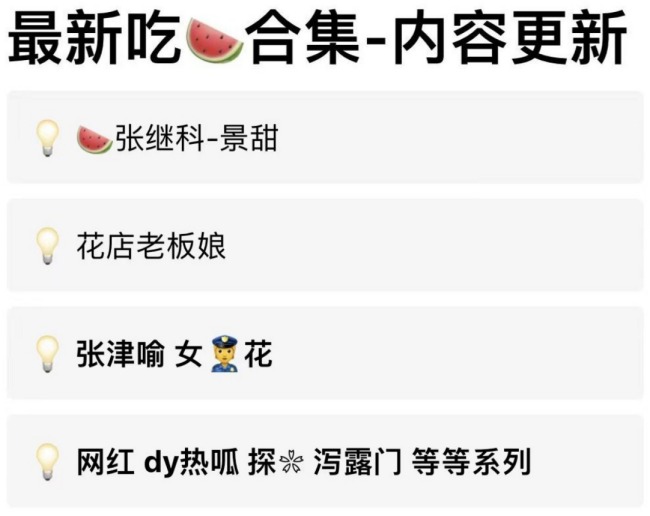 最新吃🍉合集-内容更新
💡 🍉张继科-景甜
💡 花店老板娘
💡 张津喻 女👮花
💡 网红 dy热呱 探🌸 泻露门 等等系列